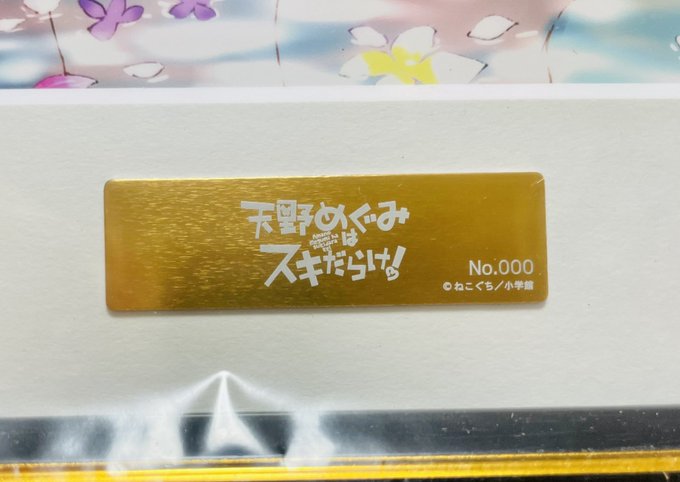 天野めぐみ
は
スキだらけ!
No.000
©ねこぐち/小学館